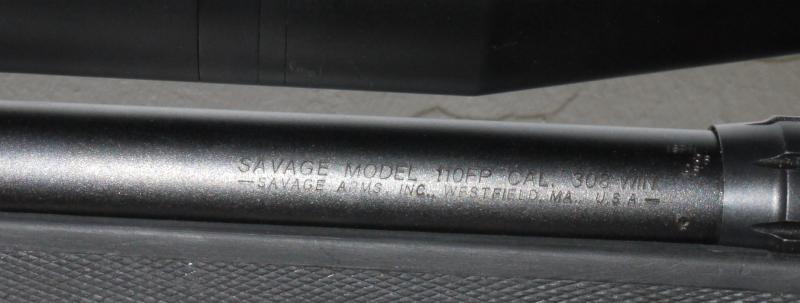 SAVAGE MODEL 110FP CAL. 308 WIN.
—SAVAGE ARMS, INC., WESTFIELD, MA., U.S.A.—